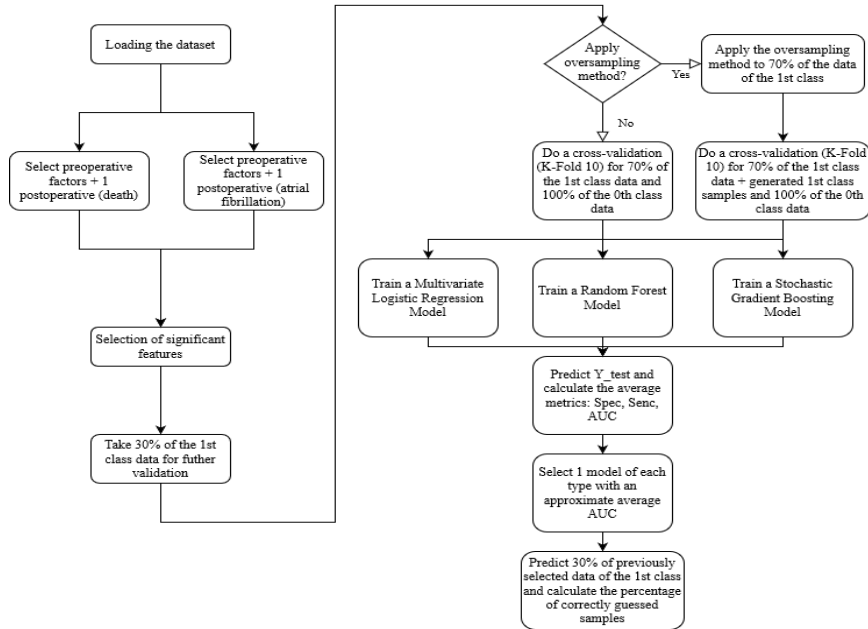 Loading the dataset
Select preoperative
factors + 1
postoperative (death)
Select preoperative
factors + 1
postoperative (atrial
fibrillation)
Selection of significant
features
Take 30% of the 1st
class data for futher
validation
Apply
oversampling
method?
Yes
No
Apply the oversampling
method to 70% of the data
of the 1st class
Do a cross-validation
(K-Fold 10) for 70% of
the 1st class data and
100% of the 0th class
data
Do a cross-validation (K-Fold
10) for 70% of the 1st class
data + generated 1st class
samples and 100% of the 0th
class data
Train a Multivariate
Logistic Regression
Model
Train a Random Forest
Model
Train a Stochastic
Gradient Boosting
Model
Predict Y_test and
calculate the average
metrics: Spec, Senc,
AUC
Select 1 model of each
type with an
approximate average
AUC
Predict 30% of previously
selected data of the 1st class
and calculate the percentage
of correctly guessed
samples